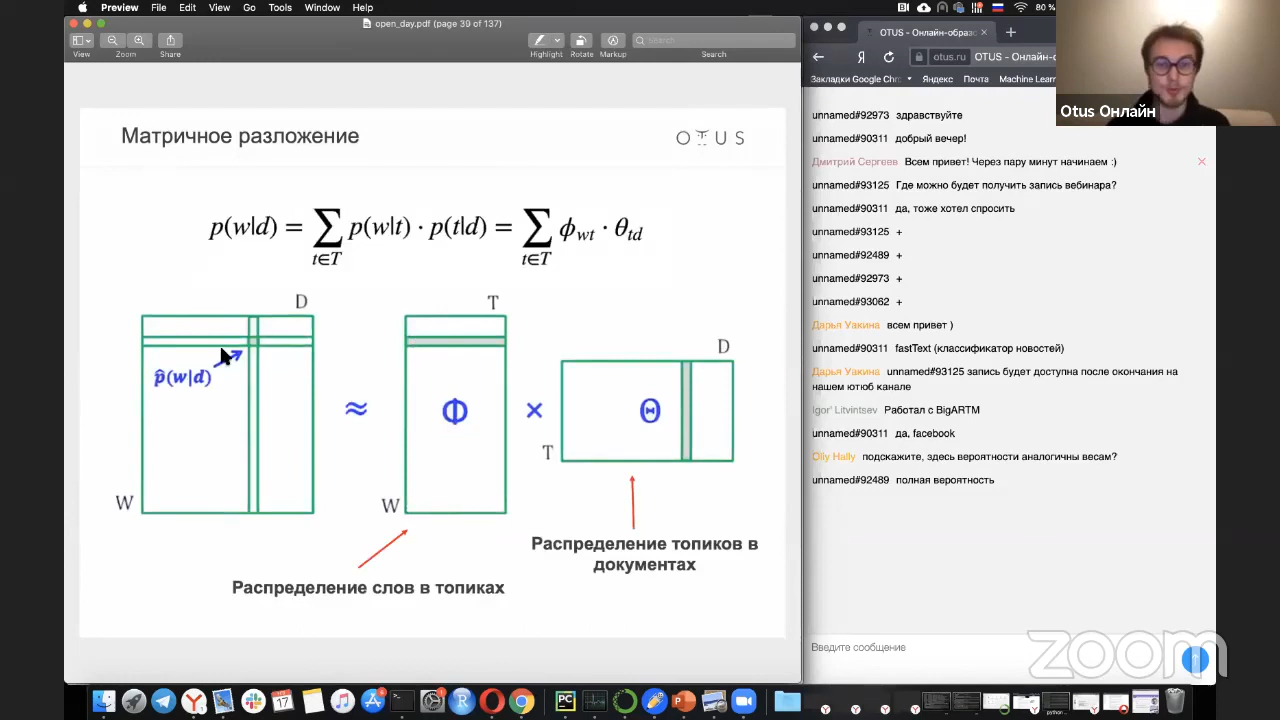 Preview File Edit View Go Tools Window Help
80 %
open_day.pdf (page 39 of 137)
View
Zoom
Share
Highlight
Rotate
Markup
Search
Search
Матричное разложение
OTUS
p(w|d) = ∑ p(w|t) · p(t|d) = ∑ ϕwt · θtd
t∈T t∈T
D
T
D
p̂(w|d)
≈
Φ
×
Θ
T
W
W
Распределение топиков в
документах
Распределение слов в топиках
OTUS - Онлайн-образ
otus.ru OTUS - Онлайн-о
Закладки Google Chr Яндекс Почта Machine Learn
Otus Онлайн
unnamed#92973 здравствуйте
unnamed#90311 добрый вечер!
Дмитрий Сергеев Всем привет! Через пару минут начинаем :)
unnamed#93125 Где можно будет получить запись вебинара?
unnamed#90311 да, тоже хотел спросить
unnamed#93125 +
unnamed#92489 +
unnamed#92973 +
unnamed#93062 +
Дарья Уакина всем привет )
unnamed#90311 fastText (классификатор новостей)
Дарья Уакина unnamed#93125 запись будет доступна после окончания на
нашем ютюб канале
Igor' Litvintsev Работал с BigARTM
unnamed#90311 да, facebook
Olly Hally подскажите, здесь вероятности аналогичны весам?
unnamed#92489 полная вероятность
Введите сообщение
zoom